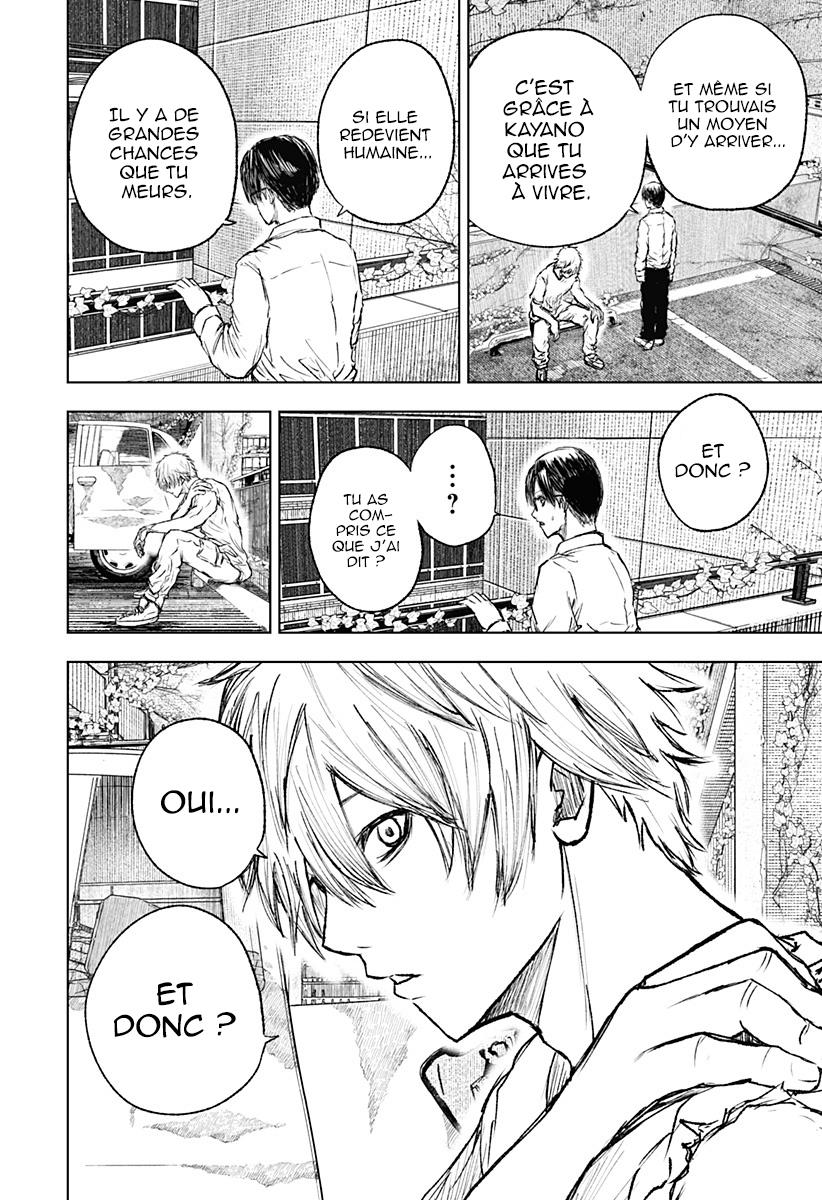 ET MÊME SI
TU TROUVAIS
UN MOYEN
D'Y ARRIVER...
C'EST
GRÂCE À
KAYANO
QUE TU
ARRIVES
À VIVRE.
SI ELLE
REDEVIENT
HUMAINE...
IL Y A DE
GRANDES
CHANCES
QUE TU
MEURS.
ET
DONC ?
... ?
TU AS
COM-
PRIS CE
QUE J'AI
DIT ?
OUI...
ET
DONC ?